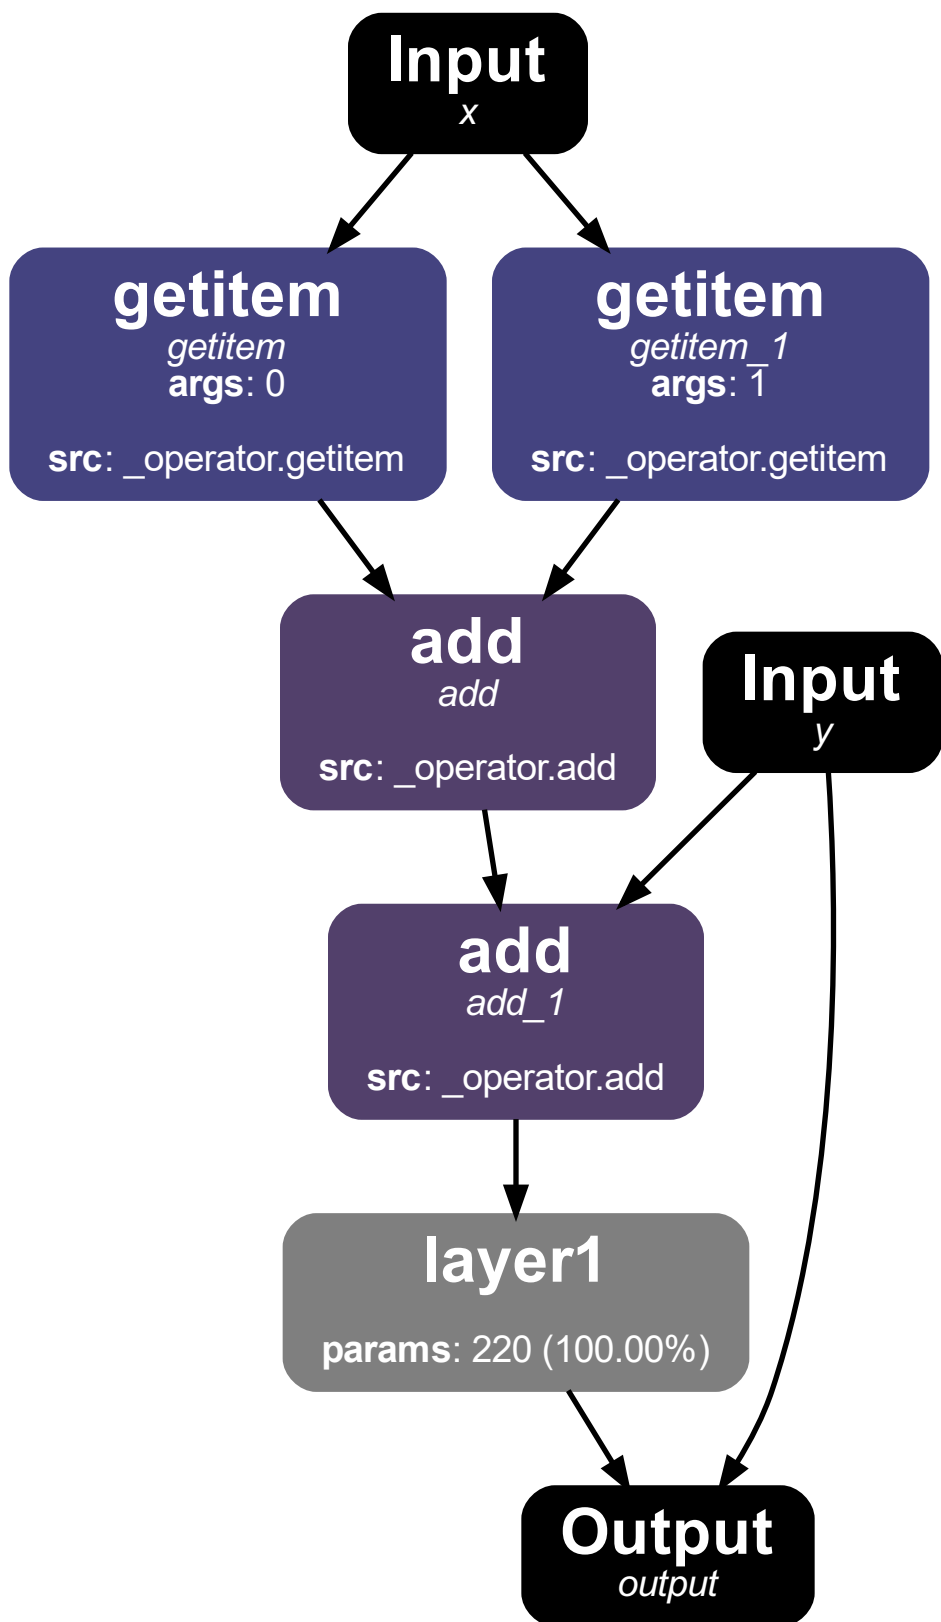 Input
x
getitem
getitem
args: 0
src: _operator.getitem
getitem
getitem_1
args: 1
src: _operator.getitem
add
add
src: _operator.add
Input
y
add
add_1
src: _operator.add
layer1
params: 220 (100.00%)
Output
output